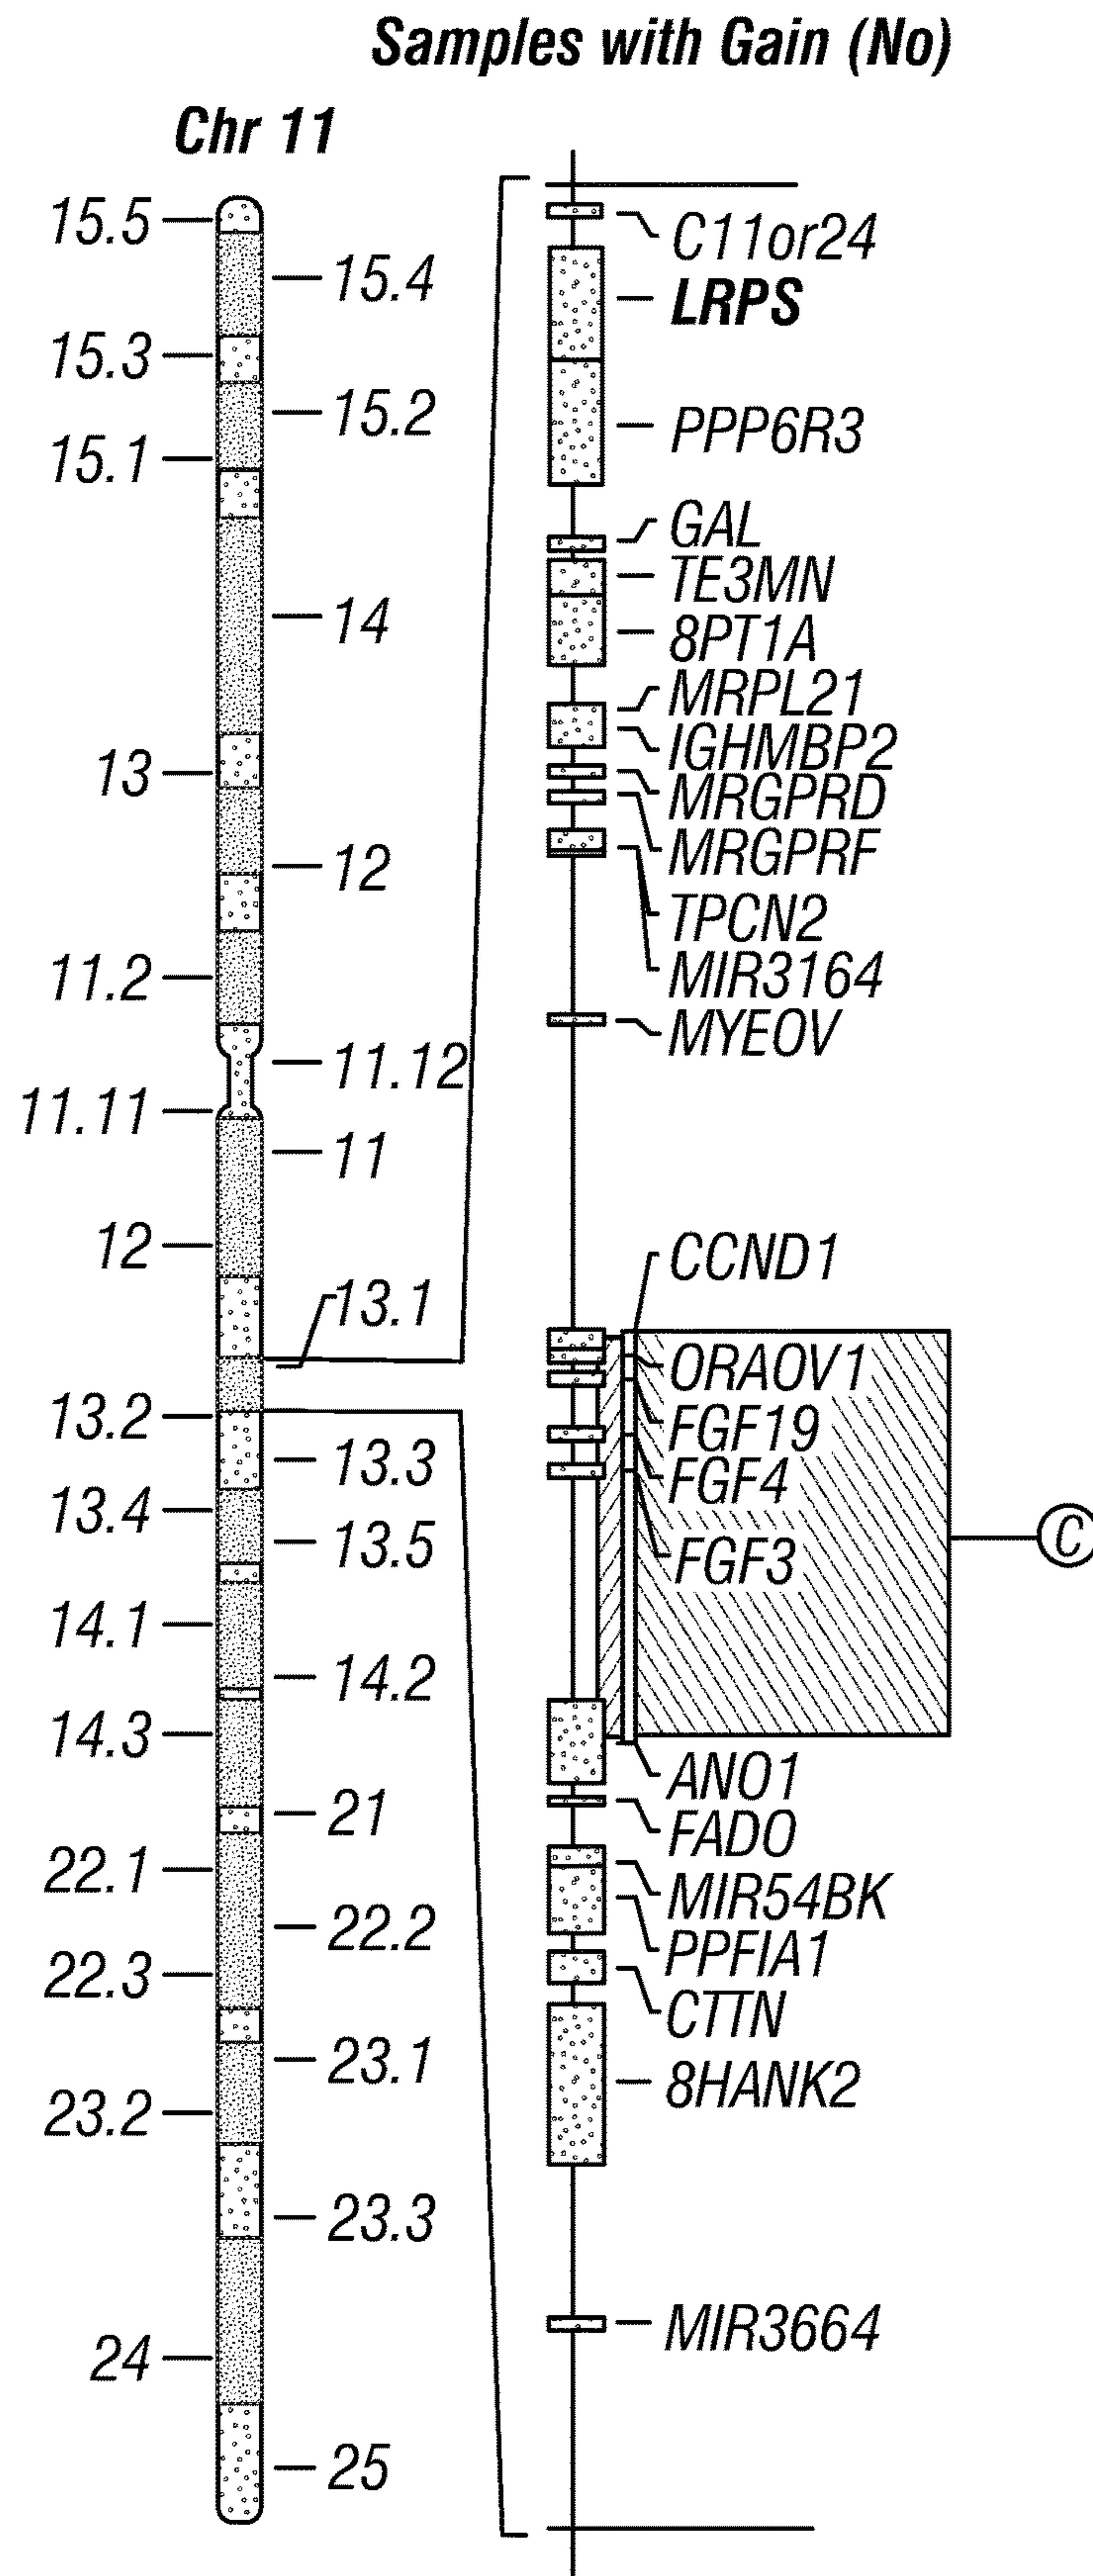 Samples with Gain (No)
Chr 11
15.5
15.4
15.3
15.2
15.1
14
13
12
11.2
11.12
11.11
11
12
13.1
13.2
13.3
13.4
13.5
14.1
14.2
14.3
21
22.1
22.2
22.3
23.1
23.2
23.3
24
25
C11or24
LRPS
PPP6R3
GAL
TE3MN
8PT1A
MRPL21
IGHMBP2
MRGPRD
MRGPRF
TPCN2
MIR3164
MYEOV
CCND1
ORAOV1
FGF19
FGF4
FGF3
C
ANO1
FADO
MIR54BK
PPFIA1
CTTN
8HANK2
MIR3664